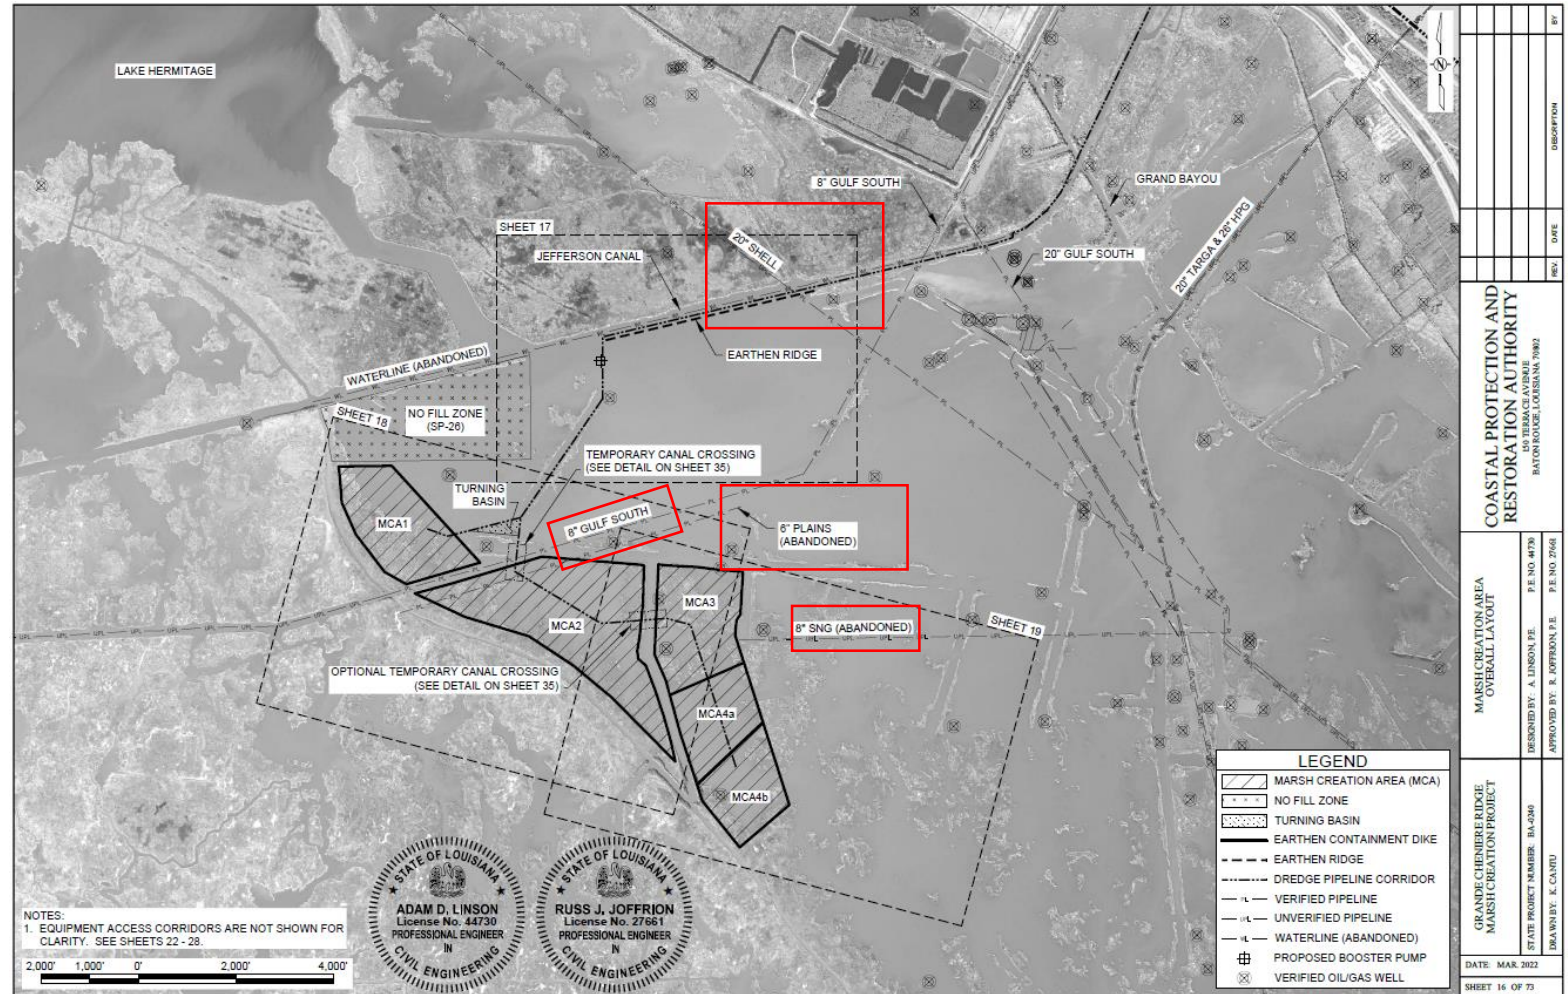 LAKE HERMITAGE
8" GULF SOUTH
GRAND BAYOU
SHEET 17
20" SHELL
JEFFERSON CANAL
20" GULF SOUTH
20" TARGA & 26" HPG
EARTHEN RIDGE
WATERLINE (ABANDONED)
SHEET 18
NO FILL ZONE
(SP-26)
TEMPORARY CANAL CROSSING
(SEE DETAIL ON SHEET 35)
TURNING
BASIN
MCA1
8" GULF SOUTH
6" PLAINS
(ABANDONED)
MCA3
MCA2
8" SNG (ABANDONED)
SHEET 19
OPTIONAL TEMPORARY CANAL CROSSING
(SEE DETAIL ON SHEET 35)
MCA4a
MCA4b
N
NOTES:
1. EQUIPMENT ACCESS CORRIDORS ARE NOT SHOWN FOR
CLARITY. SEE SHEETS 22 - 28.
2,000' 1,000' 0' 2,000' 4,000'
STATE OF LOUISIANA
ADAM D. LINSON
License No. 44730
PROFESSIONAL ENGINEER
IN
CIVIL ENGINEERING
STATE OF LOUISIANA
RUSS J. JOFFRION
License No. 27661
PROFESSIONAL ENGINEER
IN
CIVIL ENGINEERING
LEGEND
MARSH CREATION AREA (MCA)
NO FILL ZONE
TURNING BASIN
EARTHEN CONTAINMENT DIKE
EARTHEN RIDGE
DREDGE PIPELINE CORRIDOR
PL VERIFIED PIPELINE
UPL UNVERIFIED PIPELINE
WL WATERLINE (ABANDONED)
PROPOSED BOOSTER PUMP
VERIFIED OIL/GAS WELL
REV. DATE DESCRIPTION BY
COASTAL PROTECTION AND
RESTORATION AUTHORITY
150 TERRACE AVENUE
BATON ROUGE, LOUISIANA 70802
MARSH CREATION AREA
OVERALL LAYOUT
DESIGNED BY: A. LINSON, P.E. P.E. NO. 44730
APPROVED BY: R. JOFFRION, P.E. P.E. NO. 27661
GRANDE CHENIERE RIDGE
MARSH CREATION PROJECT
STATE PROJECT NUMBER: BA-0240
DRAWN BY: K. CANTU
DATE: MAR. 2022
SHEET 16 OF 73